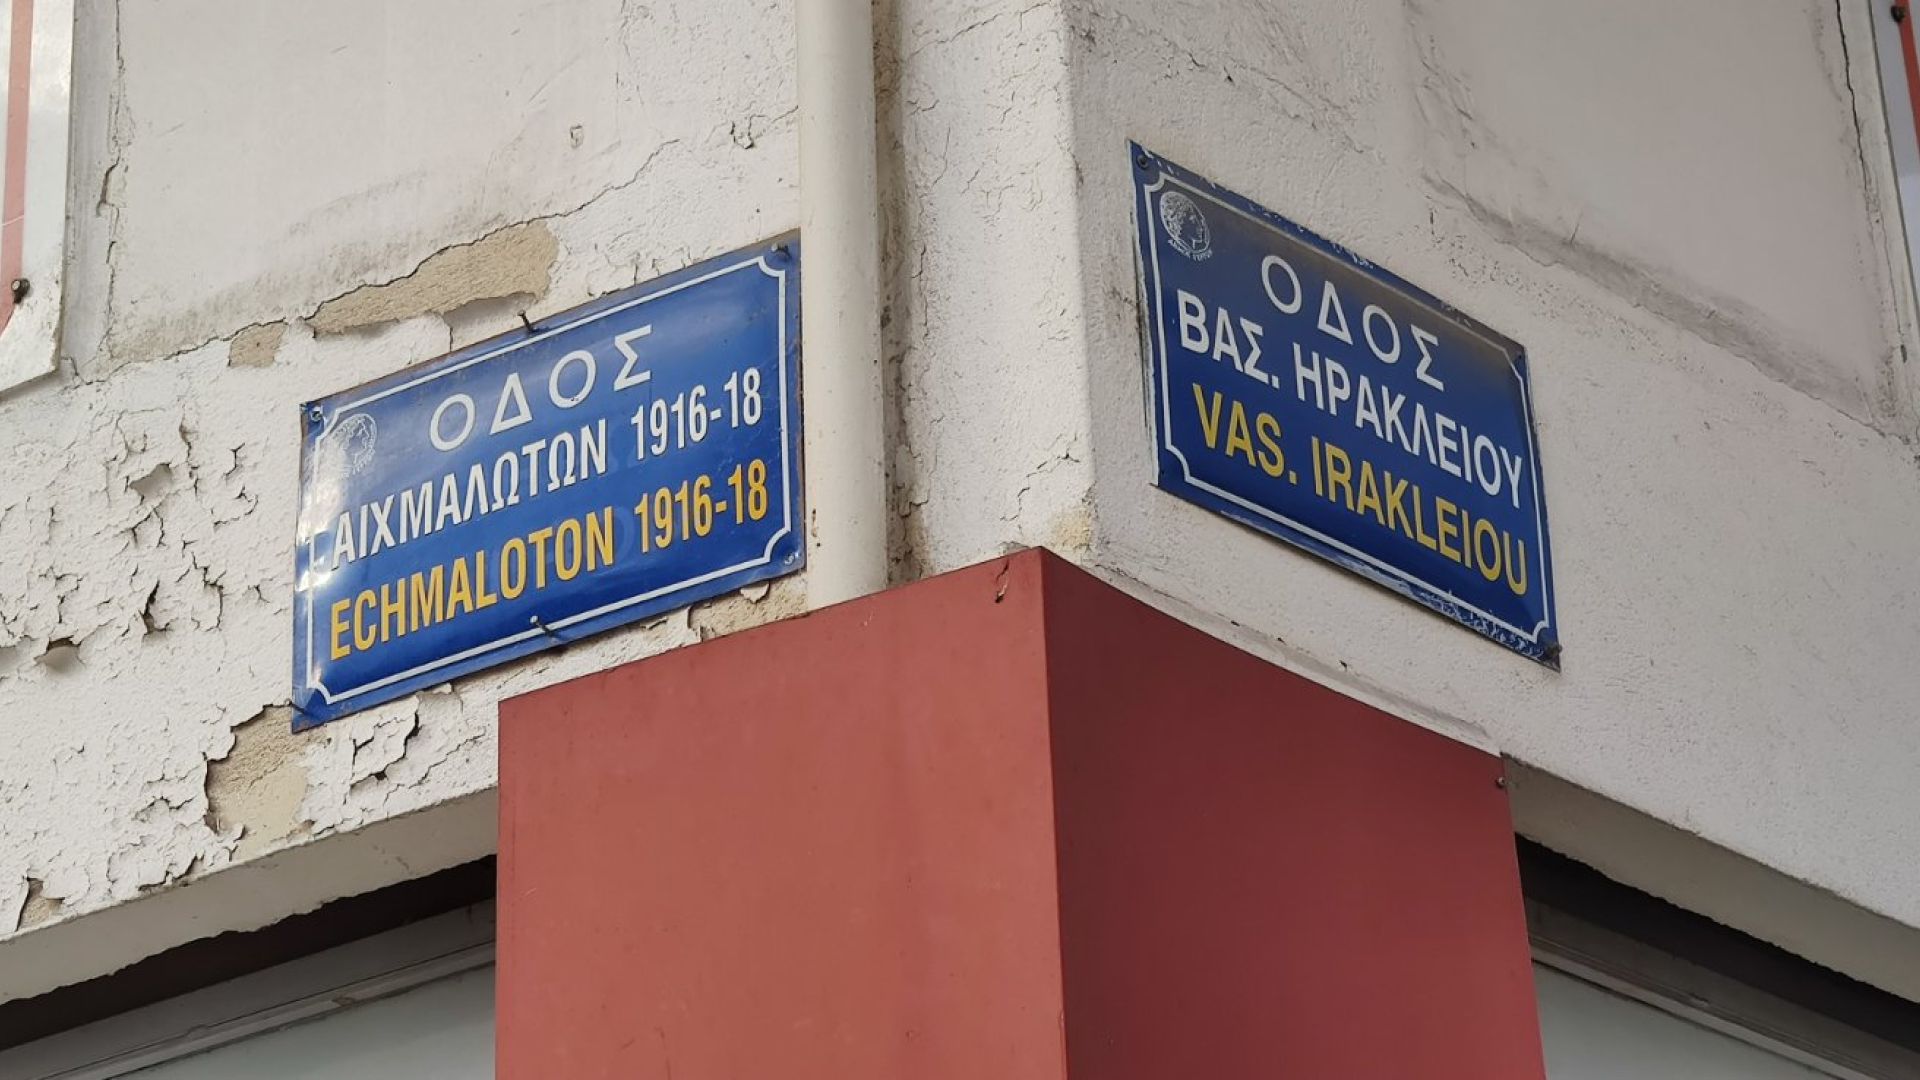 ΟΔΟΣ
ΑΙΧΜΑΛΩΤΩΝ 1916-18
ECHMALOTON 1916-18
ΟΔΟΣ
ΒΑΣ. ΗΡΑΚΛΕΙΟΥ
VAS. IRAKLEIOU